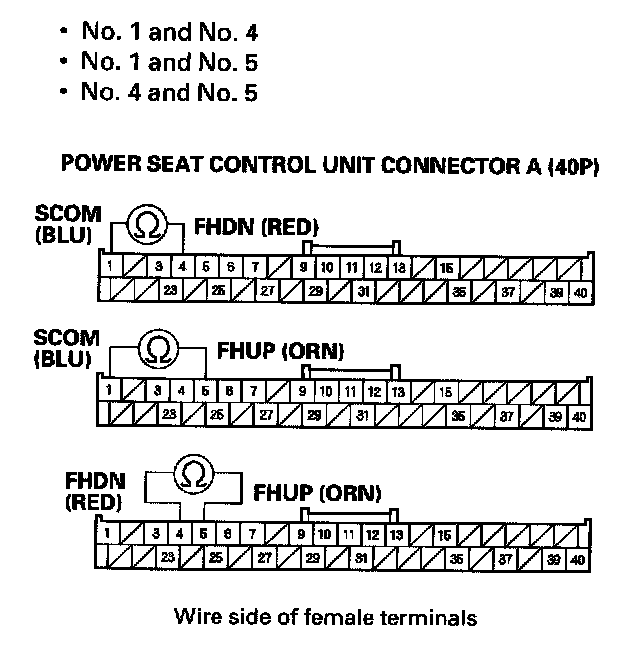 • No. 1 and No. 4
• No. 1 and No. 5
• No. 4 and No. 5
POWER SEAT CONTROL UNIT CONNECTOR A (40P)
SCOM (BLU) Ω FHDN (RED)
1 3 4 5 6 7 9 10 11 12 13 15
23 25 27 29 31 35 37 39 40
SCOM (BLU) Ω FHUP (ORN)
1 3 4 5 6 7 9 10 11 12 13 15
23 25 27 29 31 35 37 39 40
FHDN (RED) Ω FHUP (ORN)
1 3 4 5 6 7 9 10 11 12 13 15
23 25 27 29 31 35 37 39 40
Wire side of female terminals